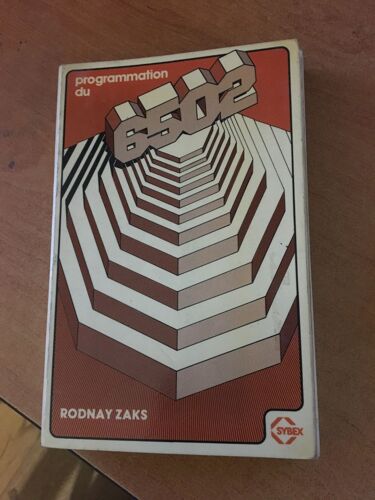 programmation
du
6502
RODNAY ZAKS
SYBEX